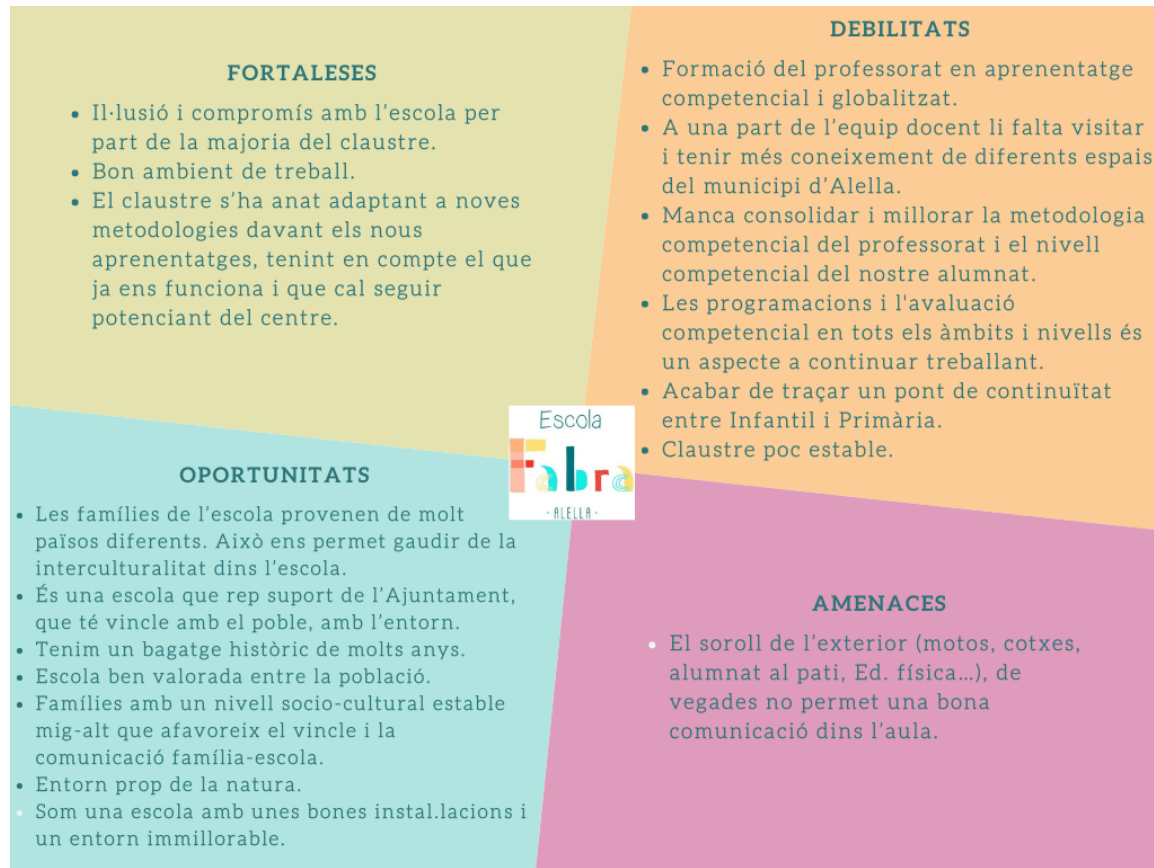 FORTALESES
• Il·lusió i compromís amb l'escola per
part de la majoria del claustre.
• Bon ambient de treball.
• El claustre s'ha anat adaptant a noves
metodologies davant els nous
aprenentatges, tenint en compte el que
ja ens funciona i que cal seguir
potenciant del centre.
DEBILITATS
• Formació del professorat en aprenentatge
competencial i globalitzat.
• A una part de l'equip docent li falta visitar
i tenir més coneixement de diferents espais
del municipi d'Alella.
• Manca consolidar i millorar la metodologia
competencial del professorat i el nivell
competencial del nostre alumnat.
• Les programacions i l'avaluació
competencial en tots els àmbits i nivells és
un aspecte a continuar treballant.
• Acabar de traçar un pont de continuïtat
entre Infantil i Primària.
• Claustre poc estable.
Escola
Fabra
- ALELLA -
OPORTUNITATS
• Les famílies de l'escola provenen de molt
països diferents. Això ens permet gaudir de la
interculturalitat dins l'escola.
• És una escola que rep suport de l'Ajuntament,
que té vincle amb el poble, amb l'entorn.
• Tenim un bagatge històric de molts anys.
• Escola ben valorada entre la població.
• Famílies amb un nivell socio-cultural estable
mig-alt que afavoreix el vincle i la
comunicació família-escola.
• Entorn prop de la natura.
• Som una escola amb unes bones instal.lacions i
un entorn immillorable.
AMENACES
• El soroll de l'exterior (motos, cotxes,
alumnat al pati, Ed. física...), de
vegades no permet una bona
comunicació dins l'aula.